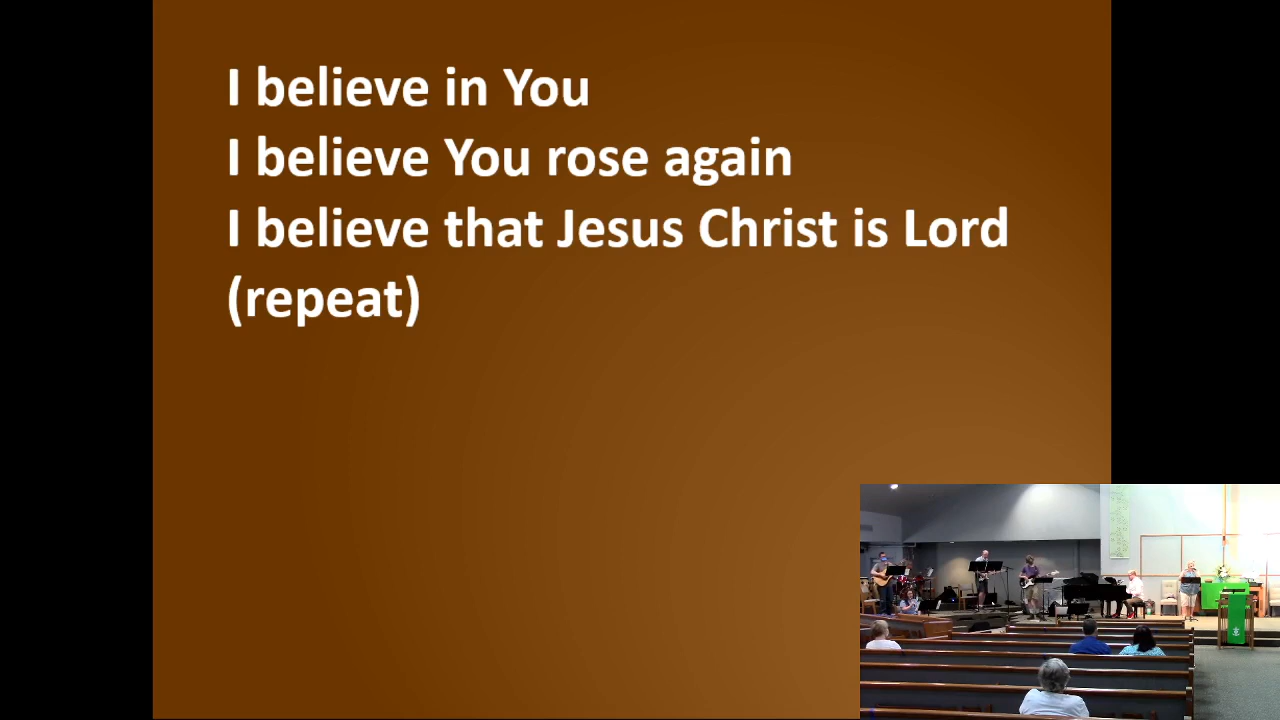 I believe in You
I believe You rose again
I believe that Jesus Christ is Lord
(repeat)